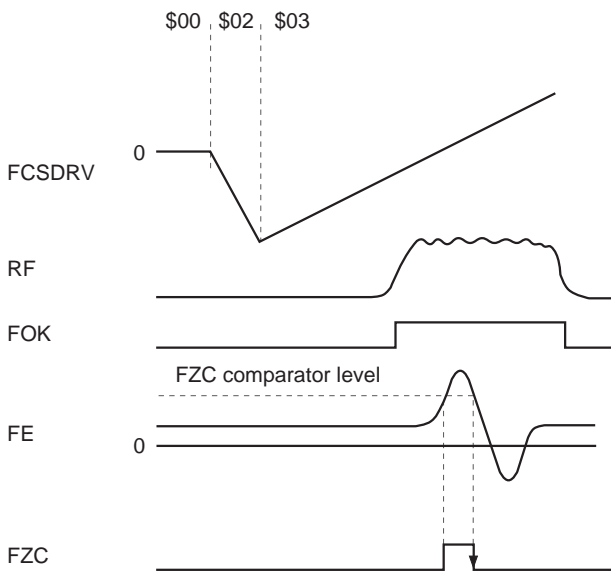 $00 $02 $03
0
FCSDRV
RF
FOK
FZC comparator level
FE
0
FZC